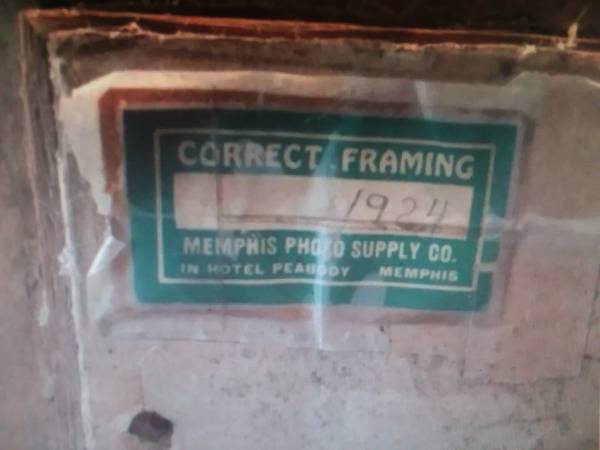 CORRECT FRAMING
1924
MEMPHIS PHOTO SUPPLY CO.
IN HOTEL PEABODY MEMPHIS